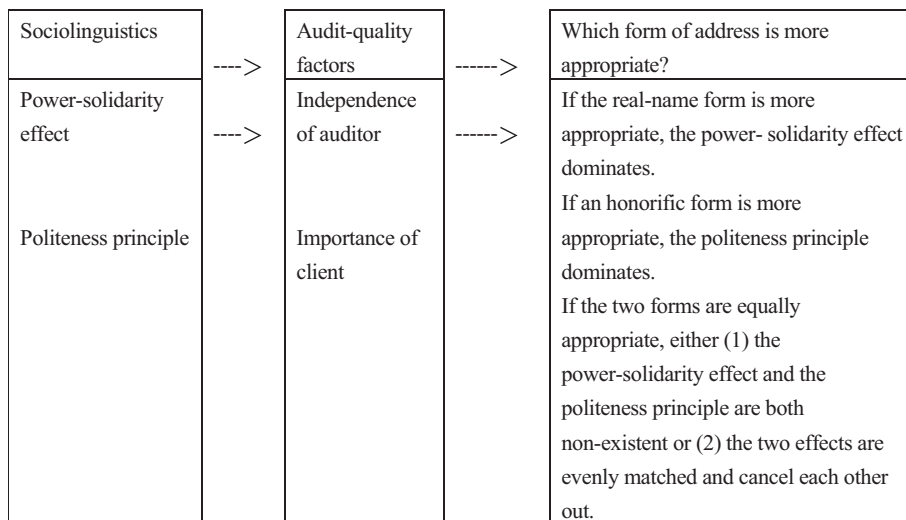 Sociolinguistics
---->
Audit-quality
factors
------>
Which form of address is more
appropriate?
Power-solidarity
effect
---->
Independence
of auditor
------>
If the real-name form is more
appropriate, the power- solidarity effect
dominates.
Politeness principle
Importance of
client
If an honorific form is more
appropriate, the politeness principle
dominates.
If the two forms are equally
appropriate, either (1) the
power-solidarity effect and the
politeness principle are both
non-existent or (2) the two effects are
evenly matched and cancel each other
out.